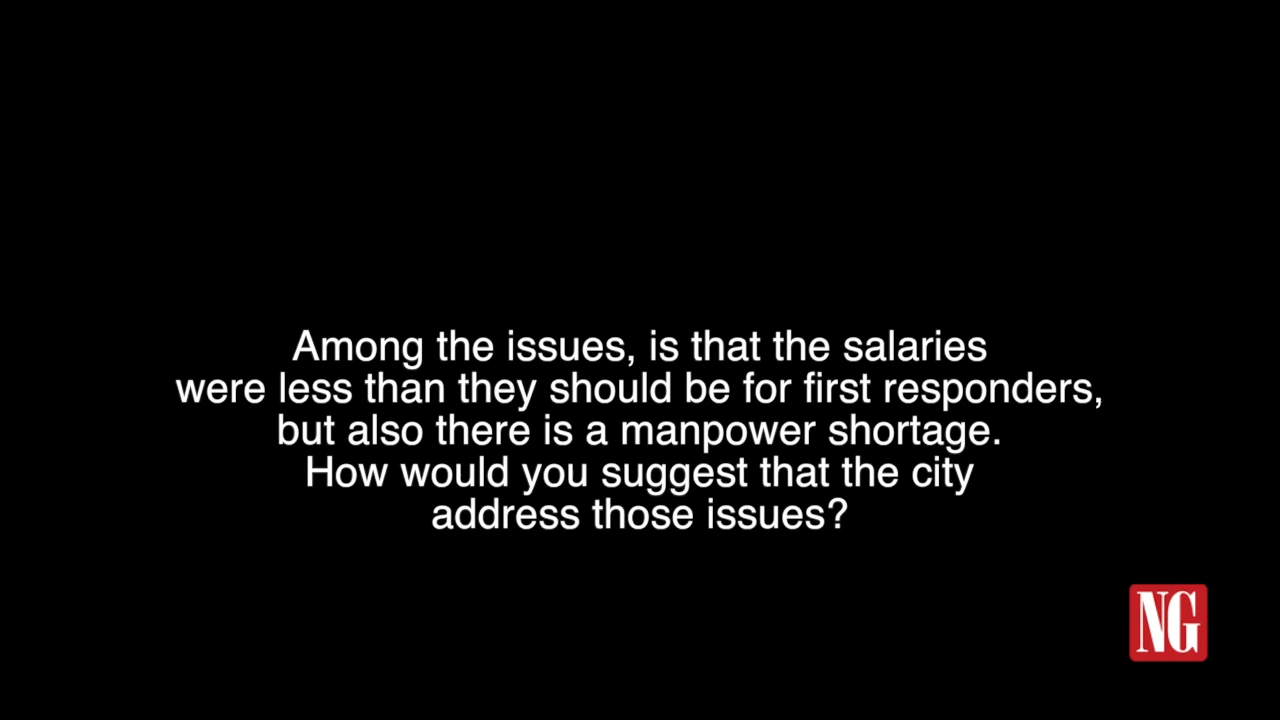 Among the issues, is that the salaries
were less than they should be for first responders,
but also there is a manpower shortage.
How would you suggest that the city
address those issues?
NG